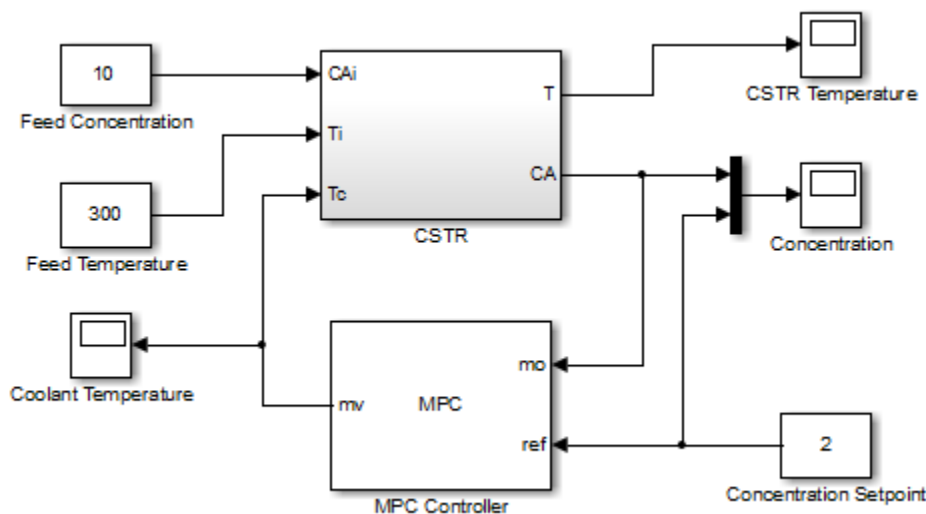 10
Feed Concentration
300
Feed Temperature
CAi
Ti
Tc
T
CA
CSTR
CSTR Temperature
Concentration
Coolant Temperature
mv
MPC
mo
ref
MPC Controller
2
Concentration Setpoint